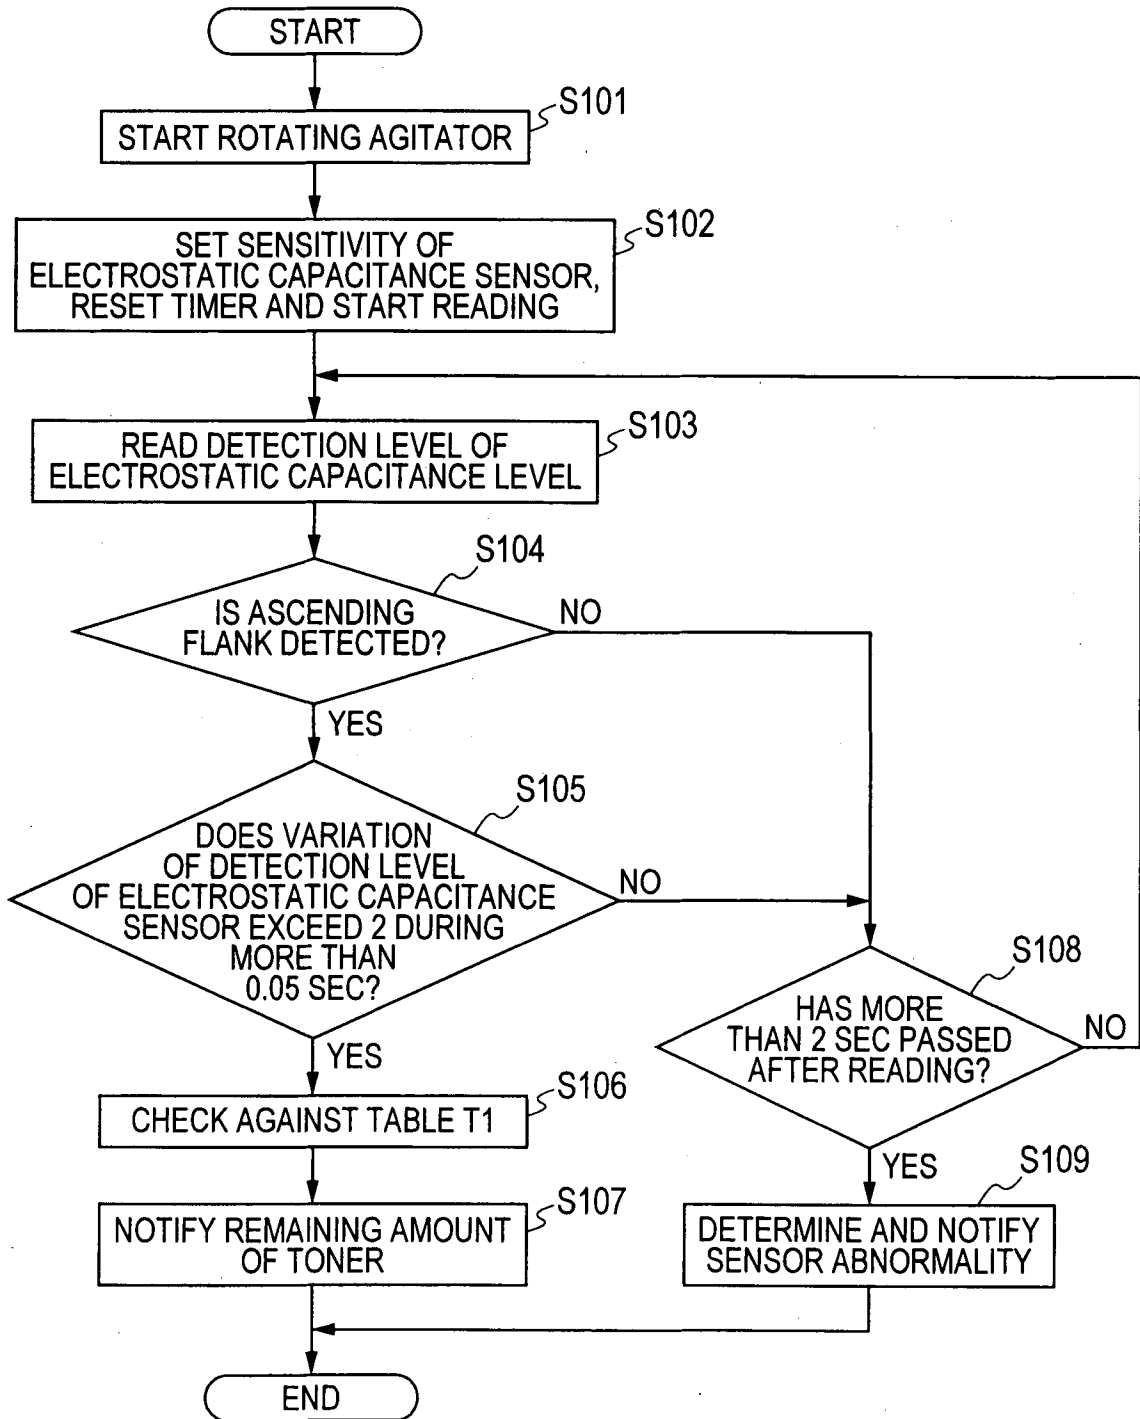 START
S101
START ROTATING AGITATOR
S102
SET SENSITIVITY OF
ELECTROSTATIC CAPACITANCE SENSOR,
RESET TIMER AND START READING
S103
READ DETECTION LEVEL OF
ELECTROSTATIC CAPACITANCE LEVEL
S104
IS ASCENDING
FLANK DETECTED?
NO
YES
S105
DOES VARIATION
OF DETECTION LEVEL
OF ELECTROSTATIC CAPACITANCE
SENSOR EXCEED 2 DURING
MORE THAN
0.05 SEC?
NO
YES
S108
HAS MORE
THAN 2 SEC PASSED
AFTER READING?
NO
YES
S106
CHECK AGAINST TABLE T1
S107
NOTIFY REMAINING AMOUNT
OF TONER
S109
DETERMINE AND NOTIFY
SENSOR ABNORMALITY
END